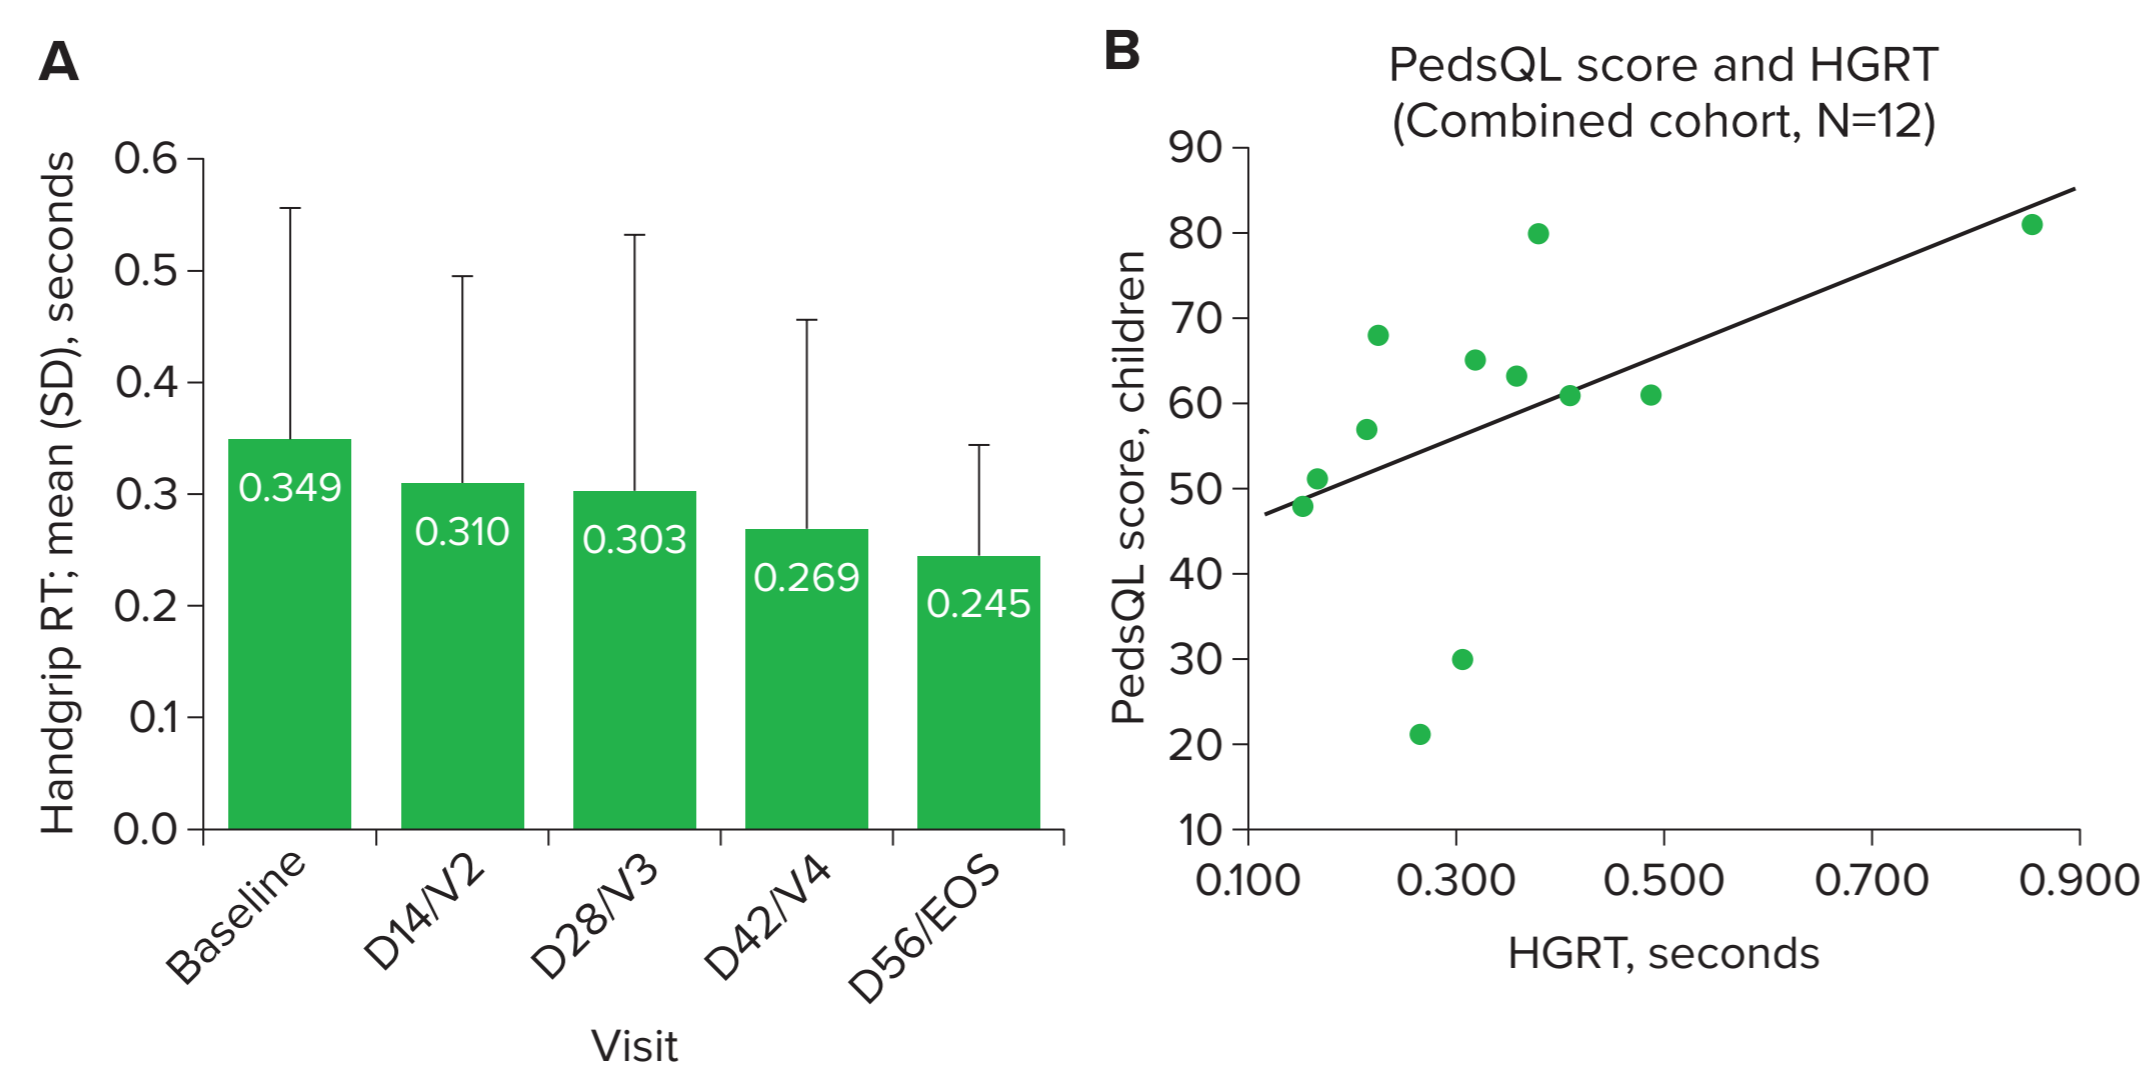 A
Handgrip RT; mean (SD), seconds
0.6
0.5
0.4
0.3
0.2
0.1
0.0
0.349
0.310
0.303
0.269
0.245
Baseline
D14/V2
D28/V3
D42/V4
D56/EOS
Visit
B
PedsQL score and HGRT
(Combined cohort, N=12)
PedsQL score, children
90
80
70
60
50
40
30
20
10
0.100
0.300
0.500
0.700
0.900
HGRT, seconds